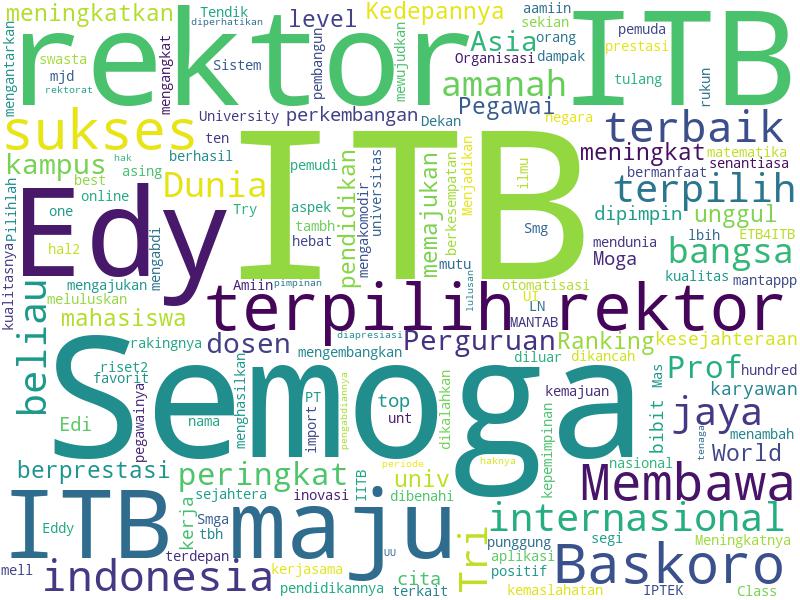 meningkatkan
Tendik
diperhatikan
level
Kedepannya
aamiin
sekian
pemuda
prestasi
mengantarkan
rektor ITB
swasta
mjd
rektorat
Sistem
mengangkat
pembangun
mewujudkan
Asia
Organisasi
orang
dampak
tulang
rukun
amanah
Pegawai
sukses
University
perkembangan
Dekan
negara
terbaik
ten
hak
kampus
berhasil
asing
best
online
one
Try
Dunia
pemudi
aspek
tambh
hebat
pendidikan
mengakomodir
universitas
memajukan
berkesempatan
Menjadikan
ilmu
meningkat
matematika
senantiasa
bermanfaat
terpilih
dipimpin
unggul
Smg
lbih
ETB4ITB
mendunia
Moga
bangsa
kualitas
mantappp
Pilihlah
kualitasnya
hal2
Edy
ITB
mengabdi
mengajukan
meluluskan
Amiin
pimpinan
mutu
lulusan
otomatisasi
UI
LN
MANTAB
terpilih rektor
beliau
mahasiswa
rakingnya
dosen
diapresiasi
Perguruan
Ranking
kesejahteraan
mengembangkan
diluar
dikancah
Semoga
riset2
favorit
Edi
pegawainya
nama
menghasilkan
PT
import
pengabdiannya
top
unt
dikalahkan
kemajuan
kepemimpinan
bibit
Mas
Prof
hundred
karyawan
jaya
menambah
tenaga
World
berprestasi
peringkat
periode
univ
haknya
nasional
Membawa
ITB maju
Eddy
kerja
sejahtera
inovasi
IITB
dibenahi
Smga
tbh
terdepan
UU
internasional
Tri
punggung
segi
Meningkatnya
aplikasi
positif
Baskoro
mell
indonesia
kerjasama
pendidikannya
cita
terkait
kemaslahatan
IPTEK
Class